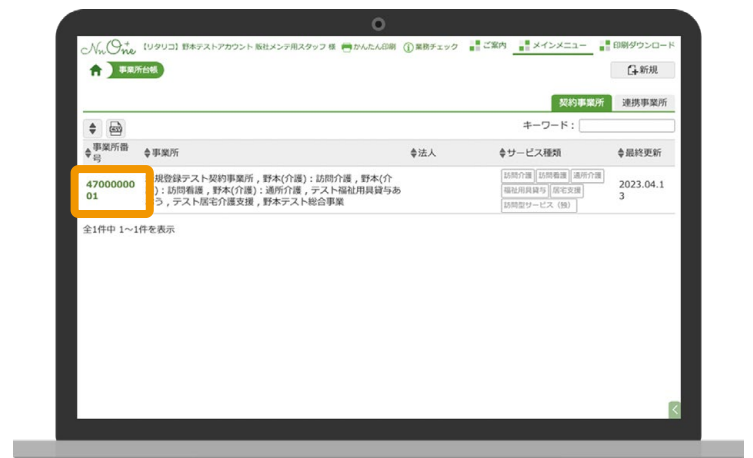 NuOne 【リタリコ】野本テストアカウント 販社メンテ用スタッフ 様 かんたん印刷 業務チェック ご案内 メインメニュー 印刷ダウンロード
事業所台帳 新規
契約事業所 連携事業所
CSV キーワード：
事業所番号 事業所 法人 サービス種類 最終更新
47000000
01
規登録テスト契約事業所 , 野本(介護)：訪問介護 , 野本(介
)：訪問看護 , 野本(介護)：通所介護 , テスト福祉用具貸与あ
う , テスト居宅介護支援 , 野本テスト総合事業
訪問介護 訪問看護 通所介護
福祉用具貸与 居宅支援
訪問型サービス（独）
2023.04.1
3
全1件中 1～1件を表示